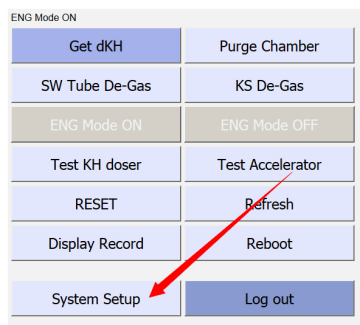 ENG Mode ON
Get dKH
Purge Chamber
SW Tube De-Gas
KS De-Gas
ENG Mode ON
ENG Mode OFF
Test KH doser
Test Accelerator
RESET
Refresh
Display Record
Reboot
System Setup
Log out